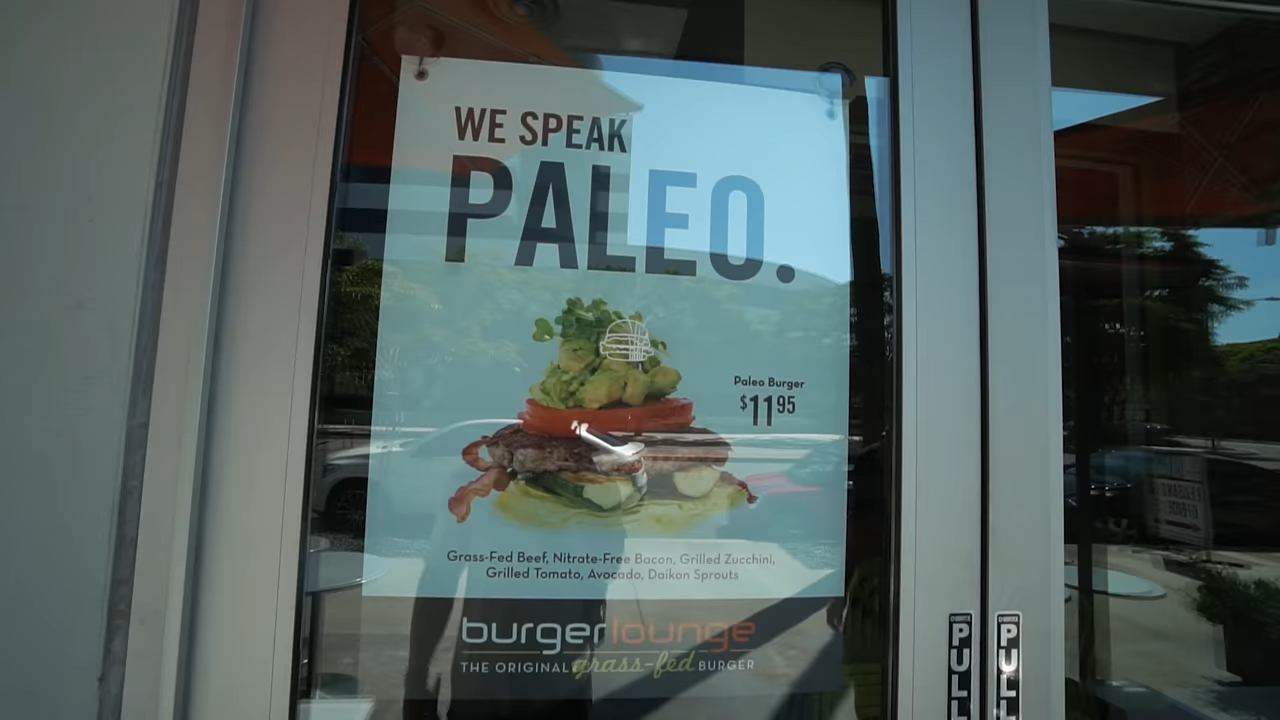 WE SPEAK
PALEO.
Paleo Burger
$11 95
Grass-Fed Beef, Nitrate-Free Bacon, Grilled Zucchini,
Grilled Tomato, Avocado, Daikon Sprouts
burgerlounge
THE ORIGINAL grass-fed BURGER
PULL
PULL